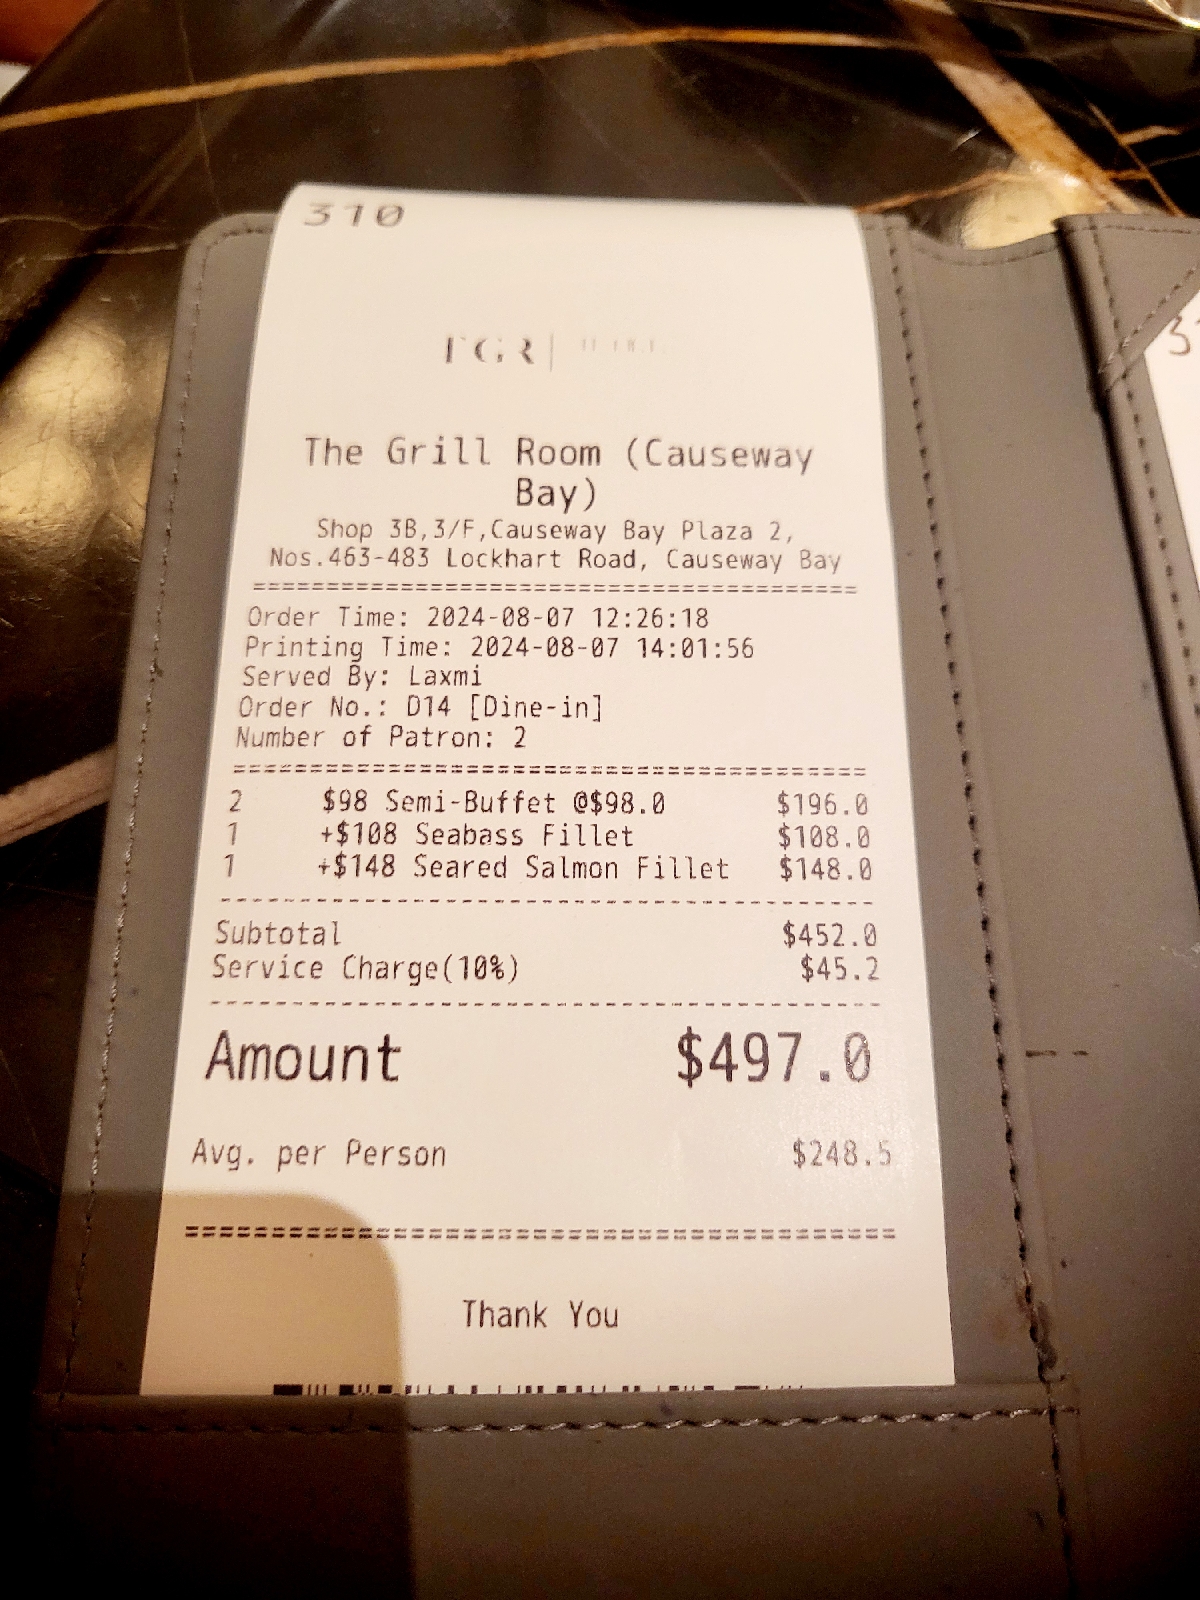 310
TGR
The Grill Room (Causeway
Bay)
Shop 3B,3/F,Causeway Bay Plaza 2,
Nos.463-483 Lockhart Road, Causeway Bay
======================================
Order Time: 2024-08-07 12:26:18
Printing Time: 2024-08-07 14:01:56
Served By: Laxmi
Order No.: D14 [Dine-in]
Number of Patron: 2
======================================
2 $98 Semi-Buffet @$98.0 $196.0
1 +$108 Seabass Fillet $108.0
1 +$148 Seared Salmon Fillet $148.0
--------------------------------------
Subtotal $452.0
Service Charge(10%) $45.2
--------------------------------------
Amount $497.0
Avg. per Person $248.5
======================================
Thank You